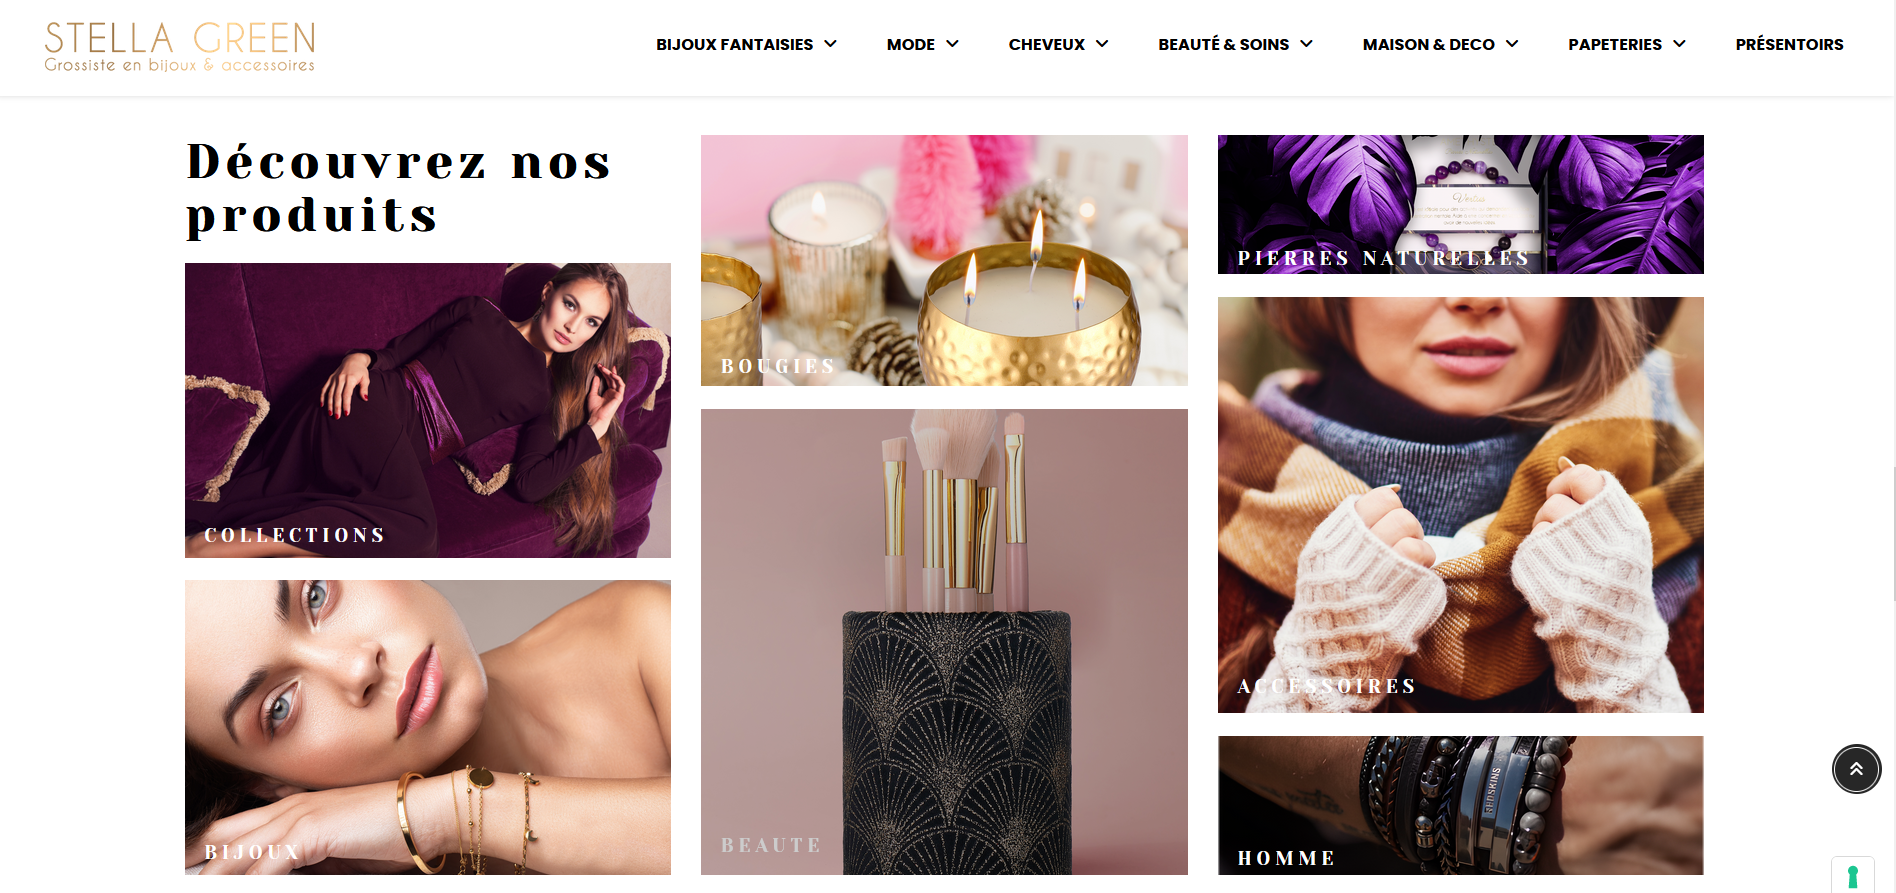 STELLA GREEN
Grossiste en bijoux & accessoires
BIJOUX FANTAISIES
MODE
CHEVEUX
BEAUTÉ & SOINS
MAISON & DECO
PAPETERIES
PRÉSENTOIRS
Découvrez nos
produits
COLLECTIONS
BIJOUX
BOUGIES
BEAUTE
PIERRES NATURELLES
ACCESSOIRES
REDSKINS
HOMME